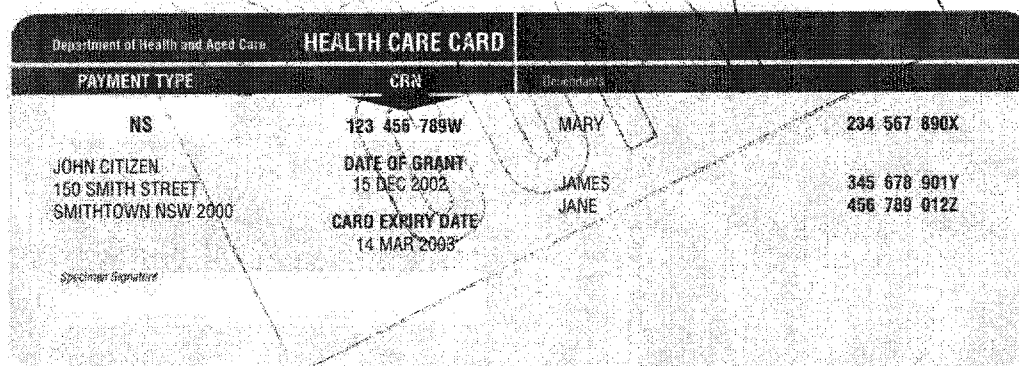 Department of Health and Aged Care HEALTH CARE CARD
PAYMENT TYPE CRN Dependants
NS 123 456 789W MARY 234 567 890X
JOHN CITIZEN DATE OF GRANT
150 SMITH STREET 15 DEC 2002 JAMES 345 678 901Y
SMITHTOWN NSW 2000 JANE 456 789 012Z
CARD EXPIRY DATE
14 MAR 2003
Specimen Signature